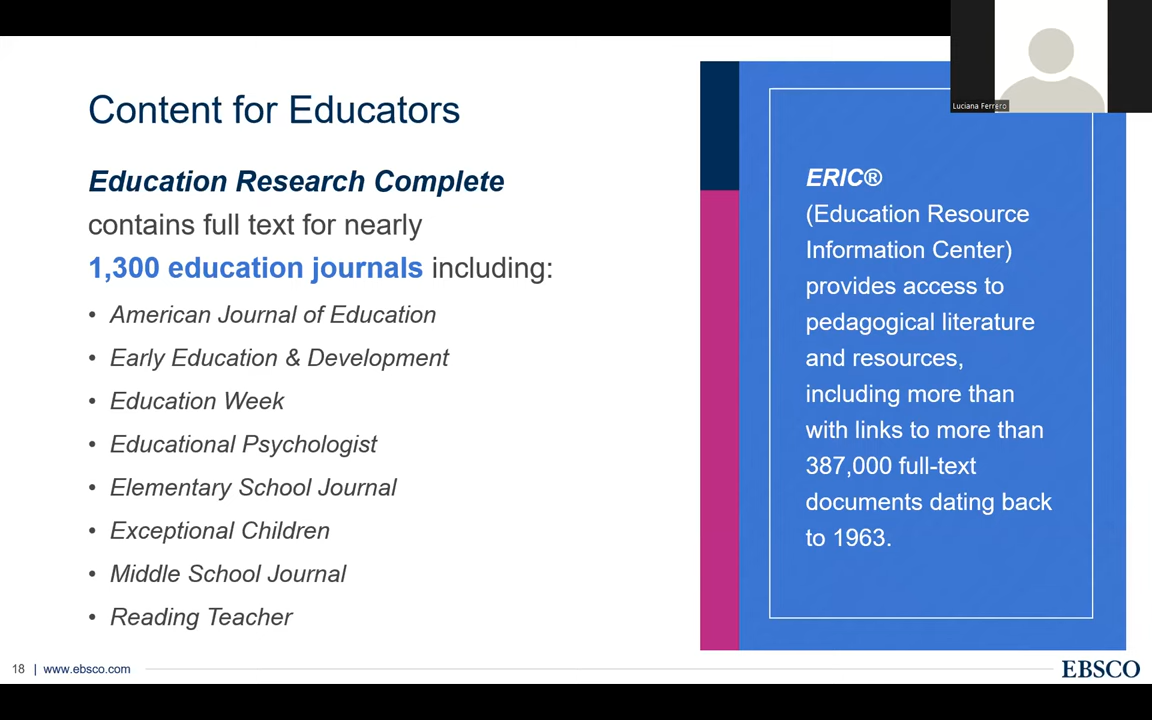 Content for Educators
Education Research Complete
contains full text for nearly
1,300 education journals including:
• American Journal of Education
• Early Education & Development
• Education Week
• Educational Psychologist
• Elementary School Journal
• Exceptional Children
• Middle School Journal
• Reading Teacher
ERIC®
(Education Resource
Information Center)
provides access to
pedagogical literature
and resources,
including more than
with links to more than
387,000 full-text
documents dating back
to 1963.
Luciana Ferrero
18 | www.ebsco.com
EBSCO